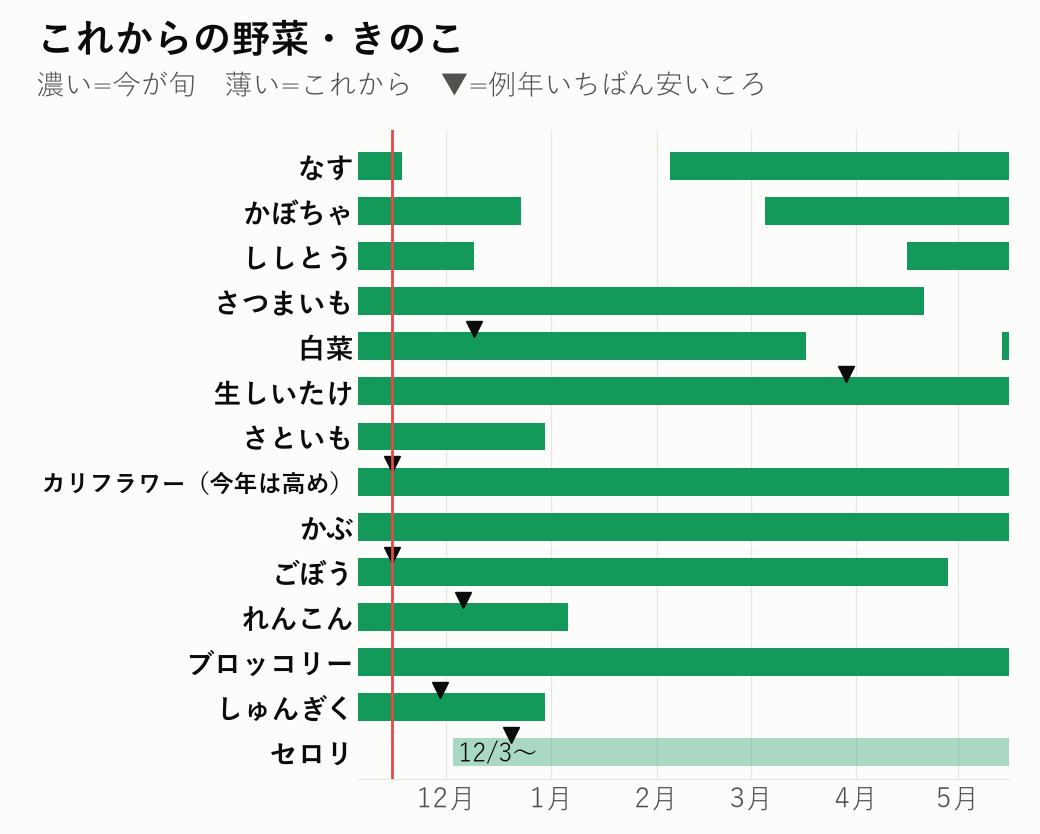 これからの野菜・きのこ
濃い=今が旬　薄い=これから　▼=例年いちばん安いころ
なす
かぼちゃ
ししとう
さつまいも
白菜
生しいたけ
さといも
カリフラワー（今年は高め）
かぶ
ごぼう
れんこん
ブロッコリー
しゅんぎく
セロリ
12/3〜
12月 1月 2月 3月 4月 5月